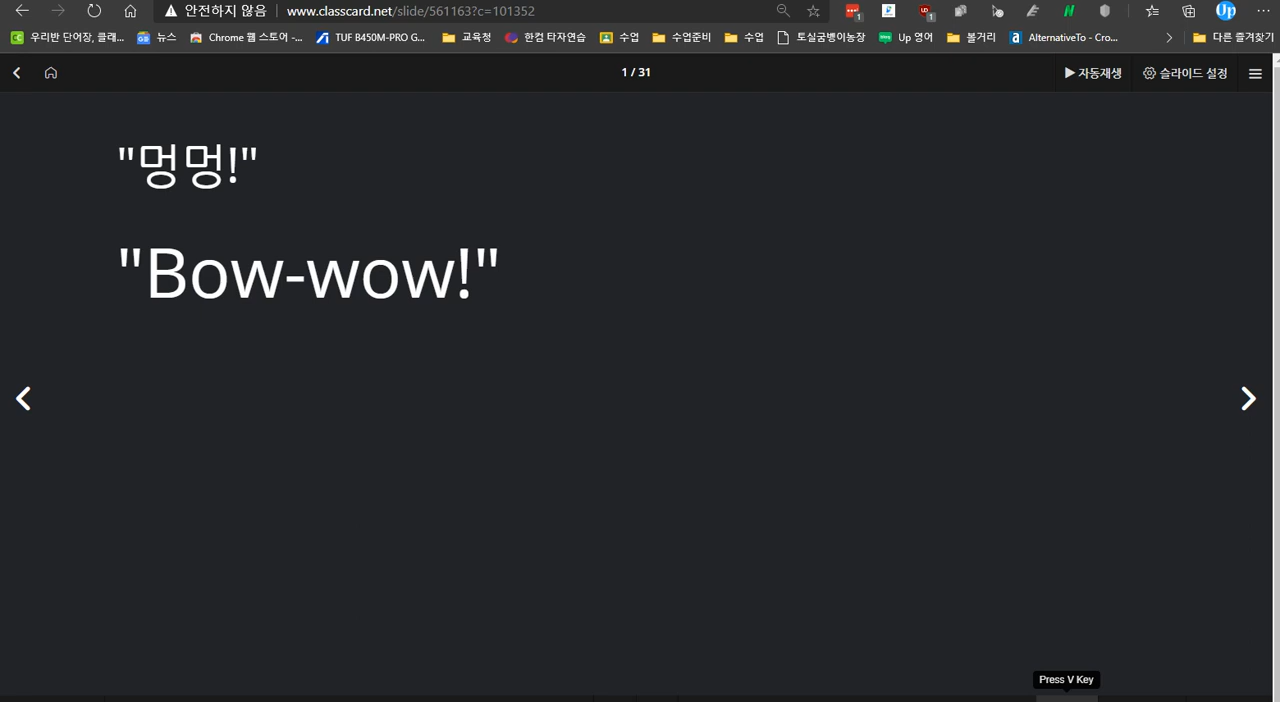 안전하지 않음 www.classcard.net/slide/561163?c=101352
우리반 단어장, 클래... 뉴스 Chrome 웹 스토어 -... TUF B450M-PRO G... 교육청 한컴 타자연습 수업 수업준비 수업 토실굼벵이농장 Up 영어 볼거리 AlternativeTo - Cro... 다른 즐겨찾기
1 / 31 자동재생 슬라이드 설정
"멍멍!"
"Bow-wow!"
Press V Key